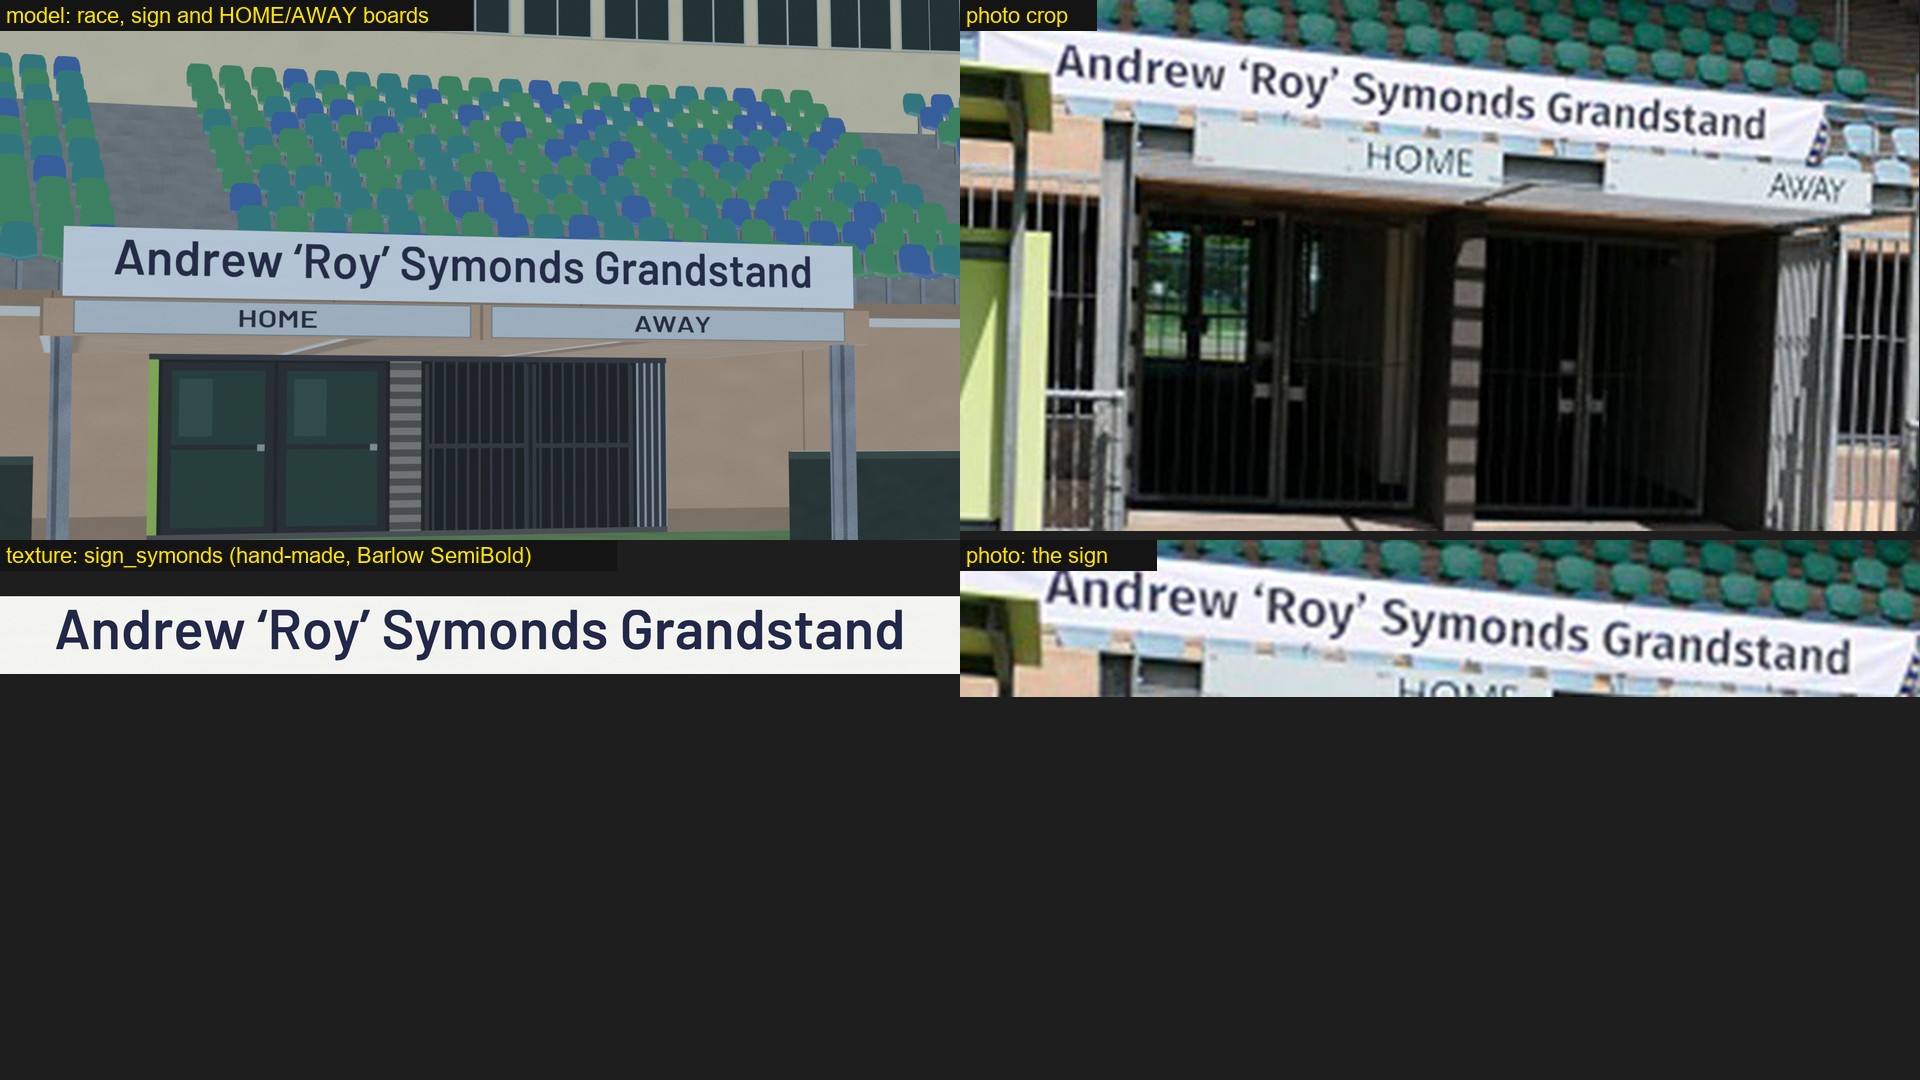 model: race, sign and HOME/AWAY boards
Andrew ‘Roy’ Symonds Grandstand
HOME
AWAY
photo crop
Andrew ‘Roy’ Symonds Grandstand
HOME
AWAY
texture: sign_symonds (hand-made, Barlow SemiBold)
Andrew ‘Roy’ Symonds Grandstand
photo: the sign
Andrew ‘Roy’ Symonds Grandstand
HOME